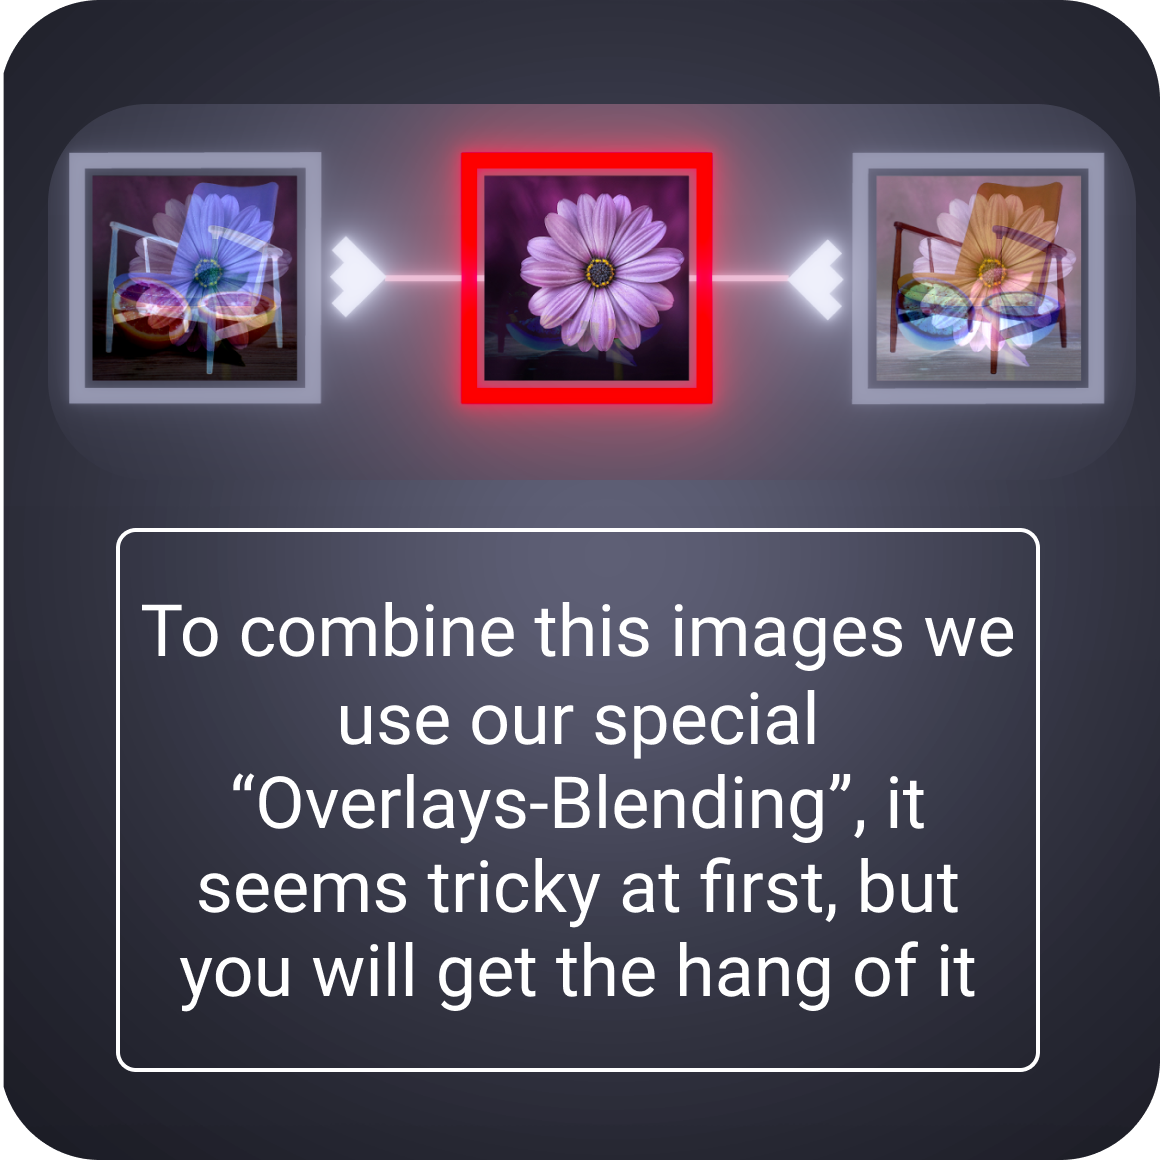 To combine this images we
use our special
“Overlays-Blending”, it
seems tricky at first, but
you will get the hang of it